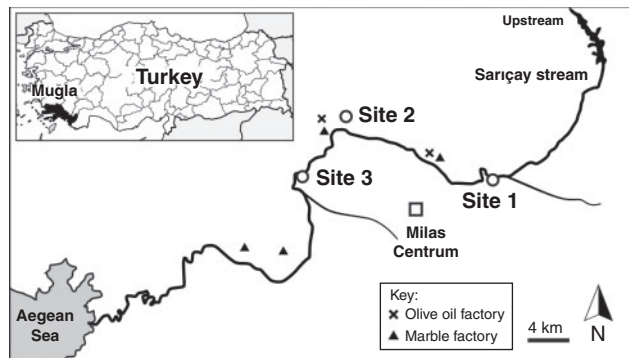 Upstream
Turkey
Sarıçay stream
Muğla
Site 2
Site 3
Site 1
Milas
Centrum
Aegean
Sea
Key:
Olive oil factory
Marble factory
4 km
N